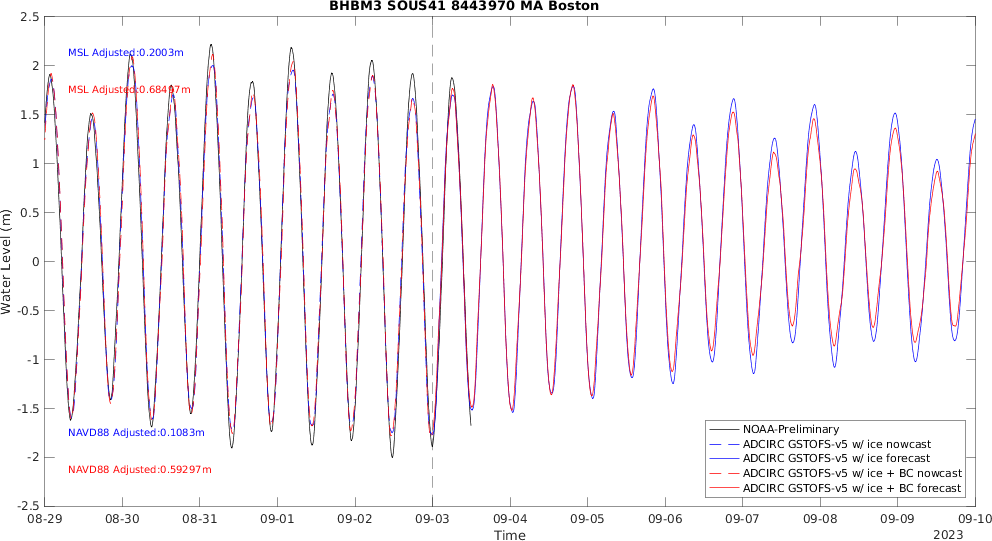 BHBM3 SOUS41 8443970 MA Boston
2.5
2
1.5
1
0.5
0
-0.5
-1
-1.5
-2
-2.5
Water Level (m)
MSL Adjusted:0.2003m
MSL Adjusted:0.68497m
NAVD88 Adjusted:0.1083m
NAVD88 Adjusted:0.59297m
NOAA-Preliminary
ADCIRC GSTOFS-v5 w/ ice nowcast
ADCIRC GSTOFS-v5 w/ ice forecast
ADCIRC GSTOFS-v5 w/ ice + BC nowcast
ADCIRC GSTOFS-v5 w/ ice + BC forecast
08-29 08-30 08-31 09-01 09-02 09-03 09-04 09-05 09-06 09-07 09-08 09-09 09-10
Time
2023